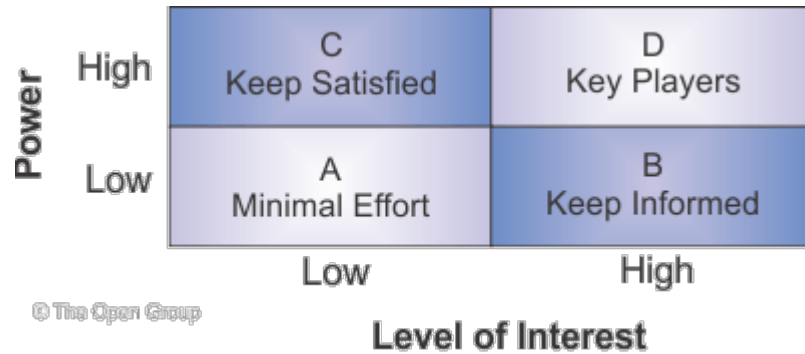 Power
High
C
Keep Satisfied
D
Key Players
Low
A
Minimal Effort
B
Keep Informed
Low
High
© The Open Group
Level of Interest